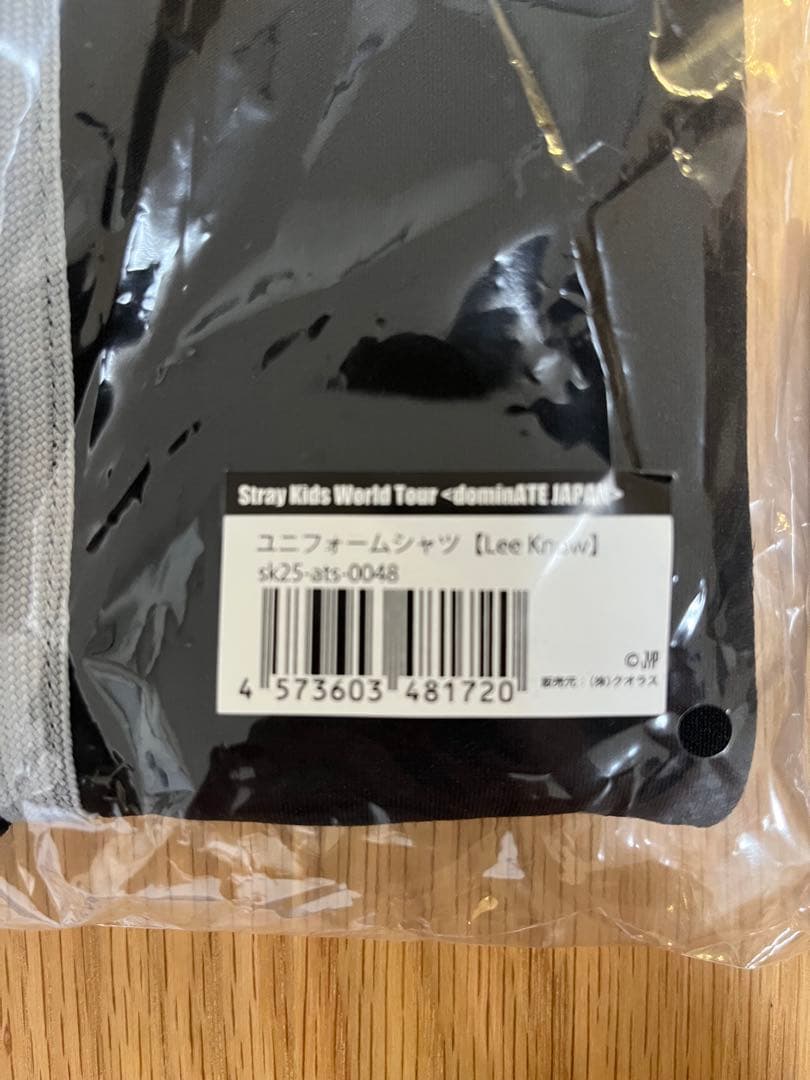 Stray Kids World Tour <dominATE JAPAN>
ユニフォームシャツ【Lee Know】
sk25-ats-0048
4 573603 481720
© JYP
販売元:(株)クオラス